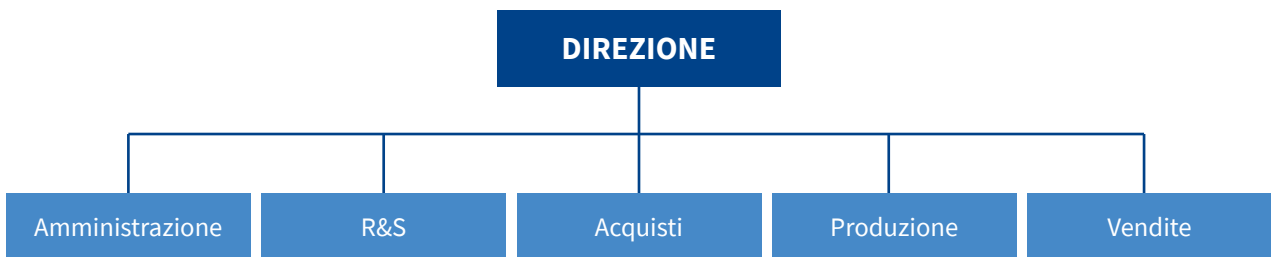 DIREZIONE
Amministrazione
R&S
Acquisti
Produzione
Vendite